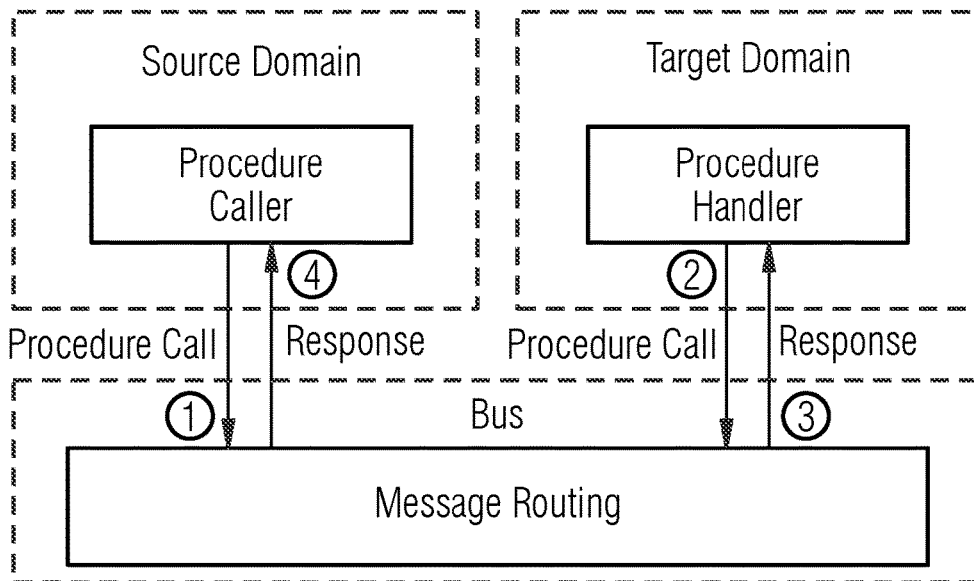 Source Domain
Target Domain
Procedure
Caller
Procedure
Handler
4
2
Procedure Call
Response
Procedure Call
Response
1
Bus
3
Message Routing